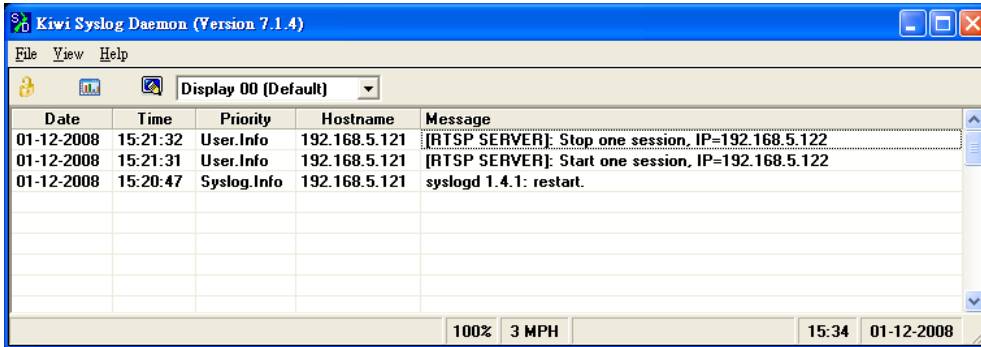 Kiwi Syslog Daemon (Version 7.1.4)
File View Help
Display 00 (Default)
Date Time Priority Hostname Message
01-12-2008 15:21:32 User.Info 192.168.5.121 [RTSP SERVER]: Stop one session, IP=192.168.5.122
01-12-2008 15:21:31 User.Info 192.168.5.121 [RTSP SERVER]: Start one session, IP=192.168.5.122
01-12-2008 15:20:47 Syslog.Info 192.168.5.121 syslogd 1.4.1: restart.
100% 3 MPH 15:34 01-12-2008